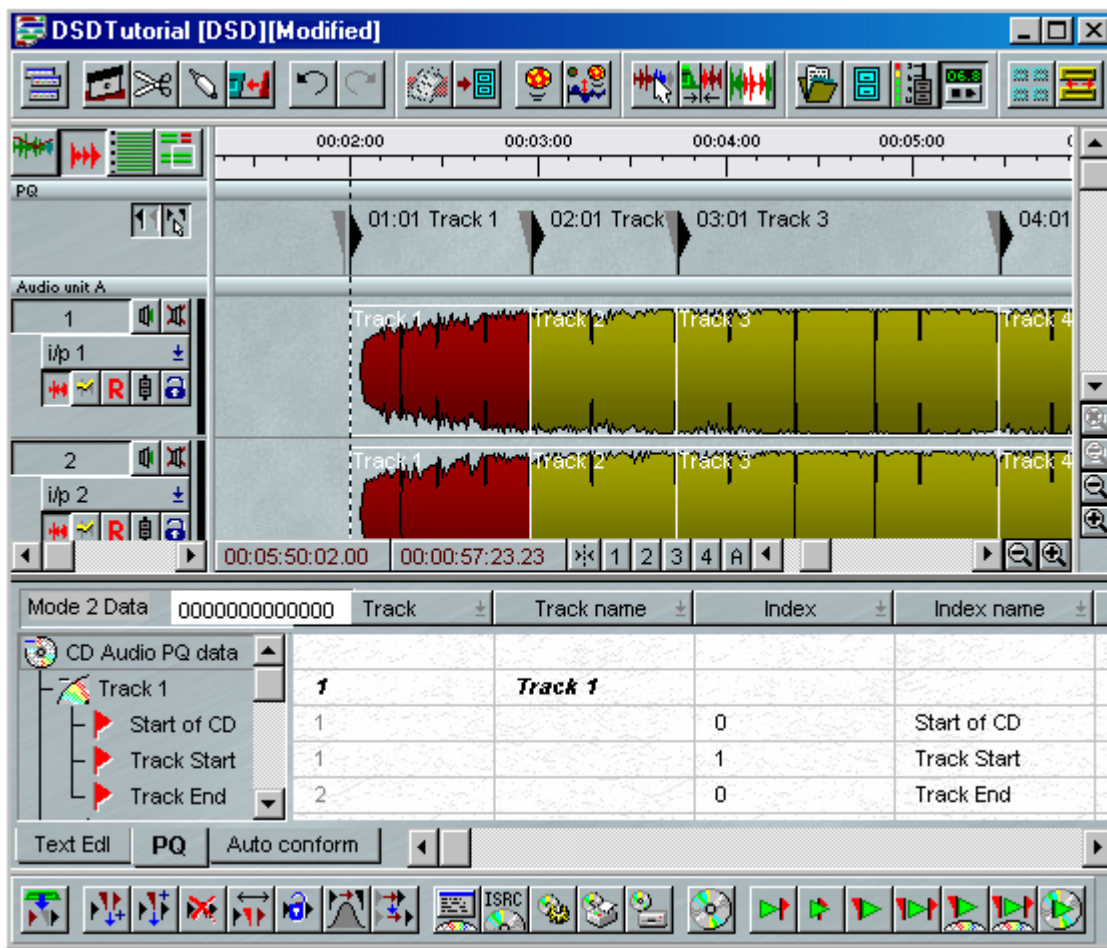 DSDTutorial [DSD][Modified]
06.8
00:02:00 00:03:00 00:04:00 00:05:00
PQ
01:01 Track 1 02:01 Track 03:01 Track 3 04:01
Audio unit A
1
Track 1 Track 2 Track 3 Track 4
i/p 1
R
2
Track 1 Track 2 Track 3 Track 4
i/p 2
R
00:05:50:02.00 00:00:57:23.23 1 2 3 4 A
Mode 2 Data 0000000000000 Track Track name Index Index name
CD Audio PQ data
Track 1 1 Track 1
Start of CD 1 0 Start of CD
Track Start 1 1 Track Start
Track End 2 0 Track End
Text Edl PQ Auto conform
ISRC